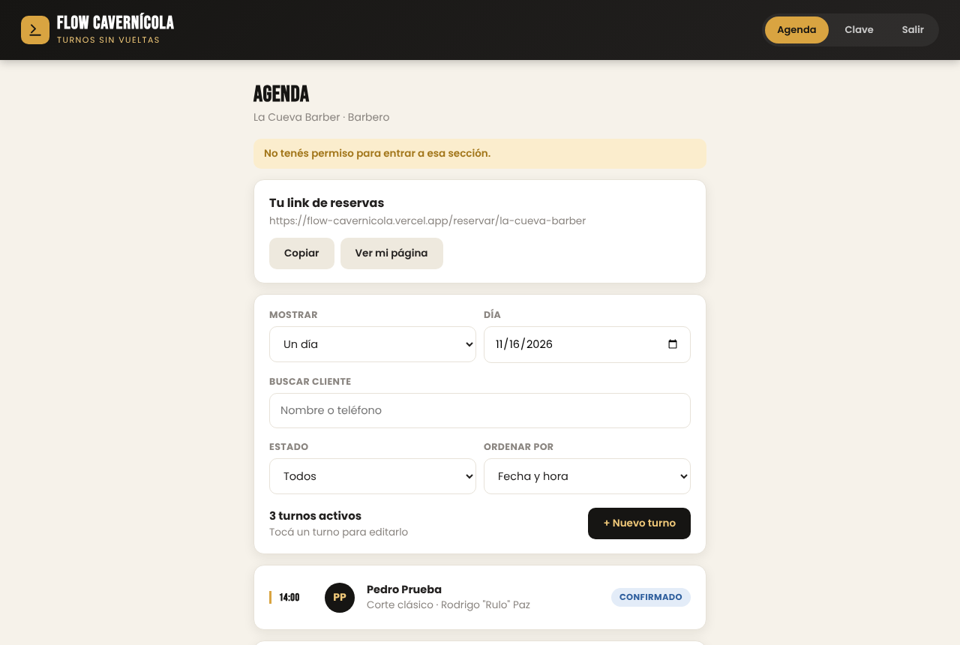 FLOW CAVERNÍCOLA
TURNOS SIN VUELTAS
Agenda
Clave
Salir
AGENDA
La Cueva Barber · Barbero
No tenés permiso para entrar a esa sección.
Tu link de reservas
https://flow-cavernicola.vercel.app/reservar/la-cueva-barber
Copiar
Ver mi página
MOSTRAR
DÍA
Un día
11/16/2026
BUSCAR CLIENTE
Nombre o teléfono
ESTADO
ORDENAR POR
Todos
Fecha y hora
3 turnos activos
Tocá un turno para editarlo
+ Nuevo turno
14:00
PP
Pedro Prueba
Corte clásico · Rodrigo "Rulo" Paz
CONFIRMADO